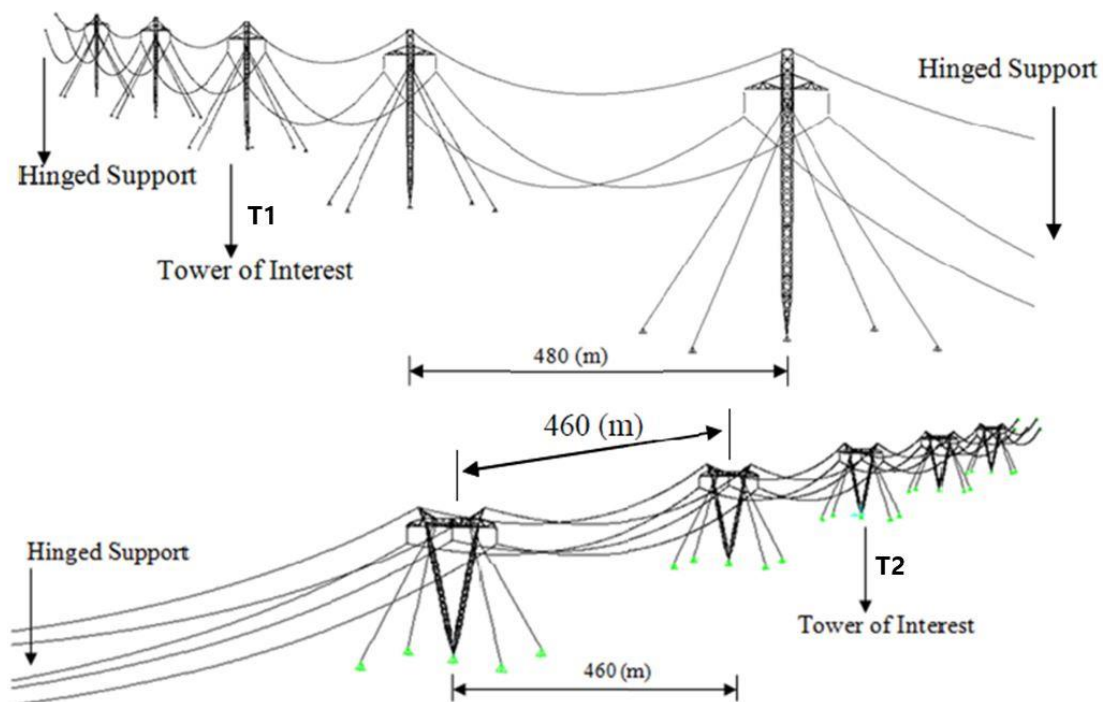 Hinged Support
Hinged Support
T1
Tower of Interest
480 (m)
460 (m)
Hinged Support
T2
Tower of Interest
460 (m)